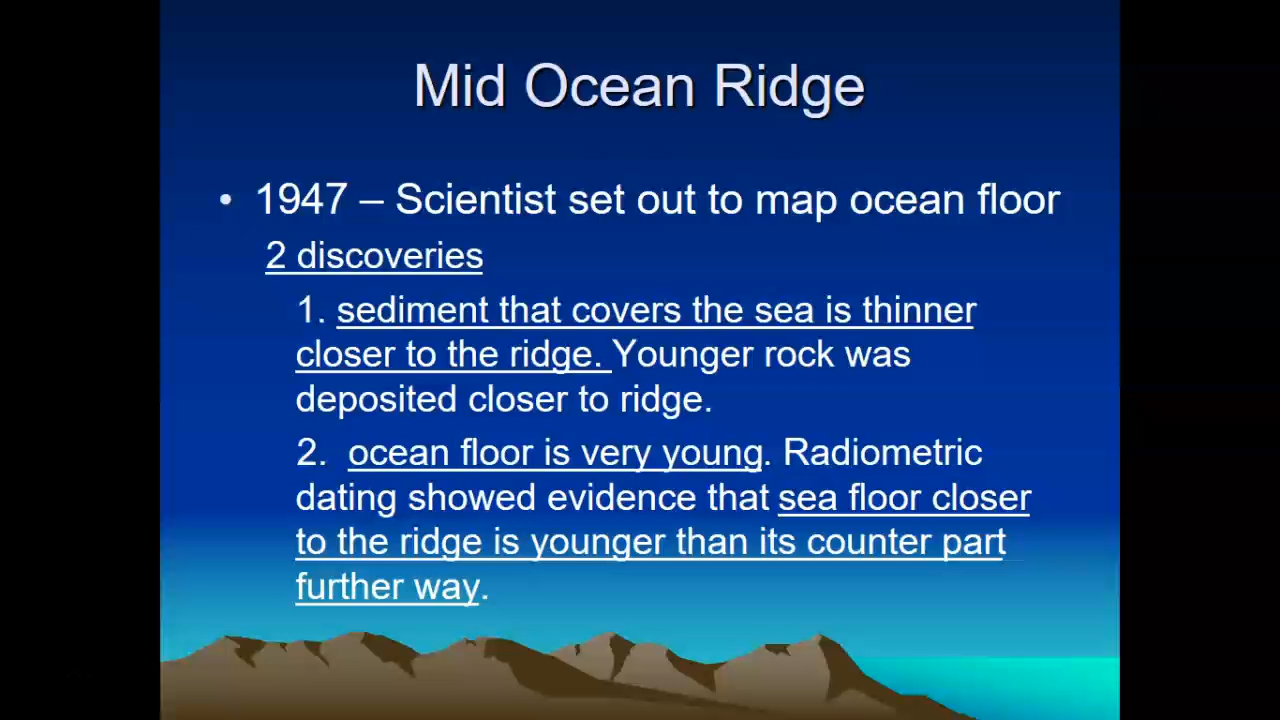 Mid Ocean Ridge
• 1947 – Scientist set out to map ocean floor
2 discoveries
1. sediment that covers the sea is thinner
closer to the ridge. Younger rock was
deposited closer to ridge.
2. ocean floor is very young. Radiometric
dating showed evidence that sea floor closer
to the ridge is younger than its counter part
further way.